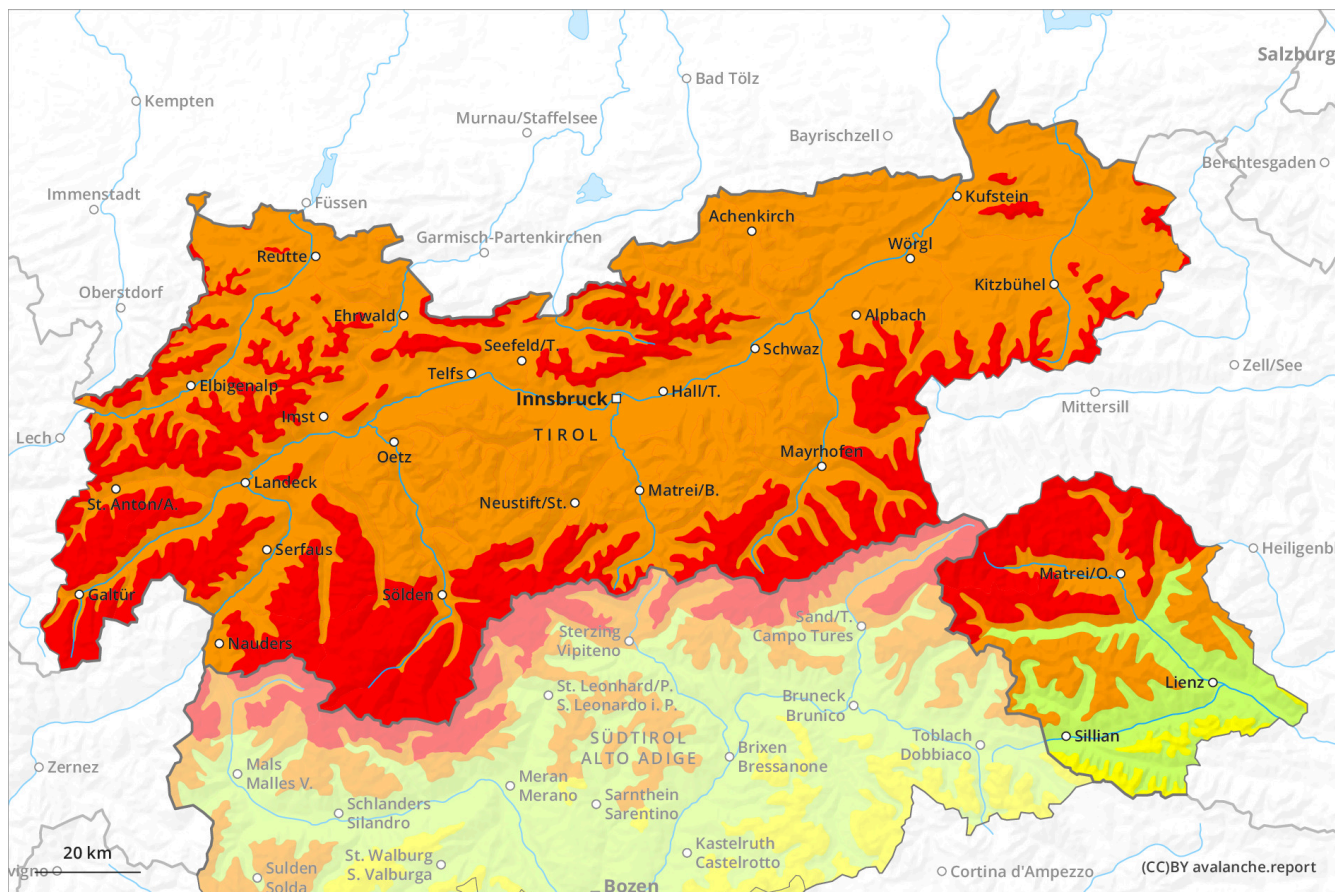 Salzburg
Bad Tölz
Kempten
Murnau/Staffelsee
Bayrischzell
Berchtesgaden
Immenstadt
Füssen
Kufstein
Achenkirch
Garmisch-Partenkirchen
Wörgl
Reutte
Kitzbühel
Oberstdorf
Ehrwald
Alpbach
Seefeld/T.
Schwaz
Zell/See
Telfs
Elbigenalp
Hall/T.
Innsbruck
Mittersill
Imst
Lech
TIROL
Oetz
Mayrhofen
Landeck
Matrei/B.
St. Anton/A.
Neustift/St.
Serfaus
Heiligenb
Matrei/O.
Galtür
Sölden
Sand/T.
Campo Tures
Sterzing
Vipiteno
Nauders
Lienz
St. Leonhard/P.
S. Leonardo i. P.
Bruneck
Brunico
SÜDTIROL
ALTO ADIGE
Toblach
Dobbiaco
Sillian
Brixen
Bressanone
Zernez
Mals
Malles V.
Meran
Merano
Schlanders
Silandro
Sarnthein
Sarentino
Kastelruth
Castelrotto
20 km
St. Walburg
S. Valburga
vigno
Sulden
Solda
Cortina d'Ampezzo
(CC)BY avalanche.report
Bozen